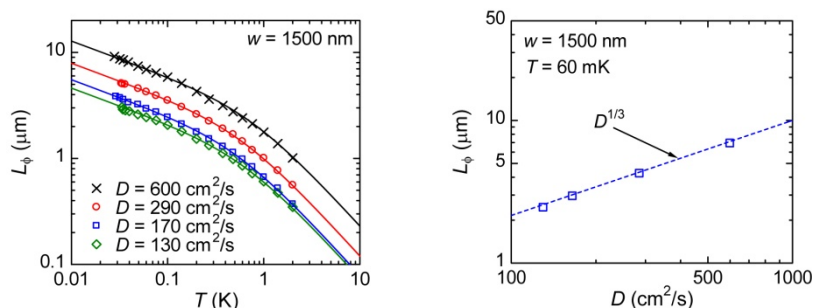 w = 1500 nm
10
1
0.1
L_ϕ (μm)
× D = 600 cm²/s
○ D = 290 cm²/s
□ D = 170 cm²/s
◇ D = 130 cm²/s
0.01 0.1 1 10
T (K)
50
10
5
1
L_ϕ (μm)
w = 1500 nm
T = 60 mK
D^{1/3}
100 500 1000
D (cm²/s)